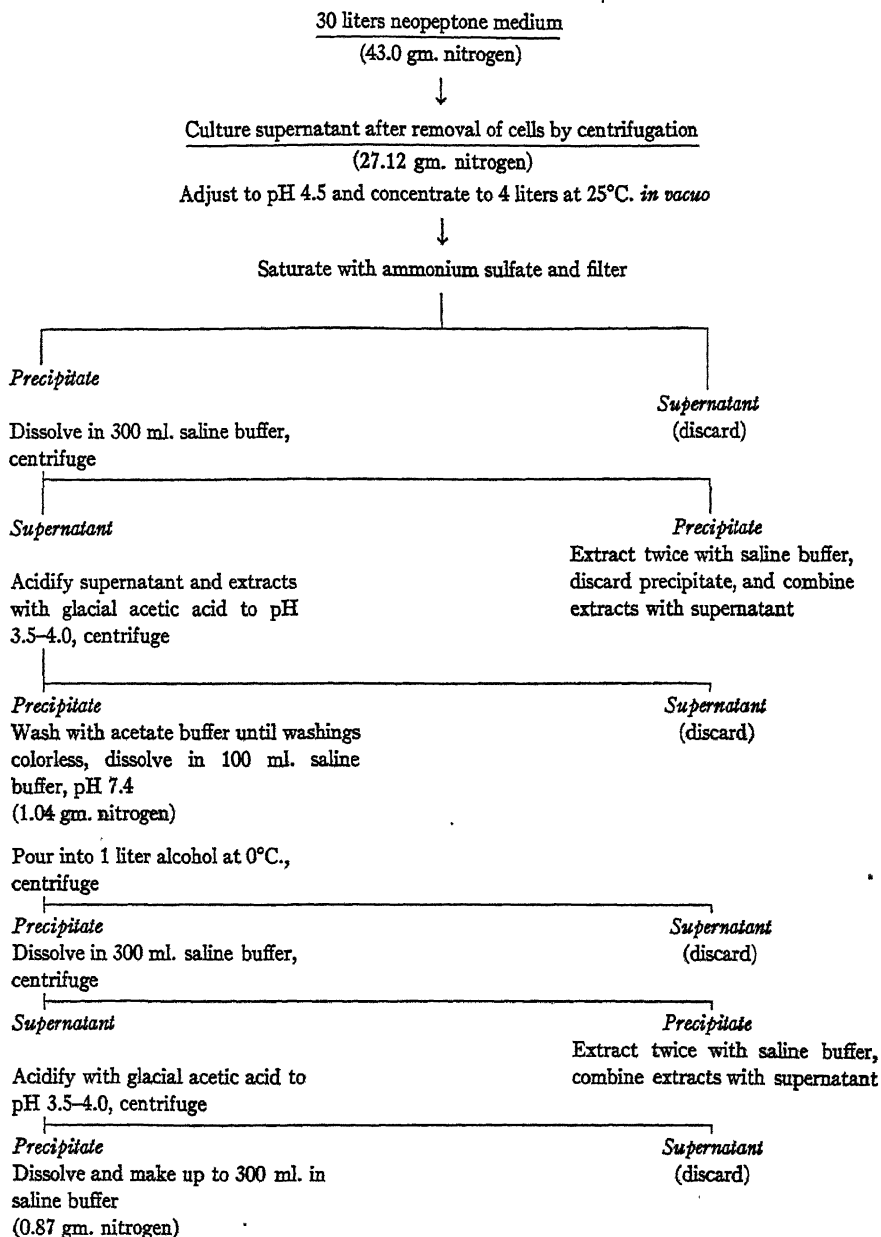 30 liters neopeptone medium
(43.0 gm. nitrogen)
↓
Culture supernatant after removal of cells by centrifugation
(27.12 gm. nitrogen)
Adjust to pH 4.5 and concentrate to 4 liters at 25°C. in vacuo
↓
Saturate with ammonium sulfate and filter
Precipitate
Dissolve in 300 ml. saline buffer,
centrifuge
Supernatant
(discard)
Supernatant
Acidify supernatant and extracts
with glacial acetic acid to pH
3.5–4.0, centrifuge
Precipitate
Extract twice with saline buffer,
discard precipitate, and combine
extracts with supernatant
Precipitate
Wash with acetate buffer until washings
colorless, dissolve in 100 ml. saline
buffer, pH 7.4
(1.04 gm. nitrogen)
Supernatant
(discard)
Pour into 1 liter alcohol at 0°C.,
centrifuge
Precipitate
Dissolve in 300 ml. saline buffer,
centrifuge
Supernatant
(discard)
Supernatant
Acidify with glacial acetic acid to
pH 3.5–4.0, centrifuge
Precipitate
Extract twice with saline buffer,
combine extracts with supernatant
Precipitate
Dissolve and make up to 300 ml. in
saline buffer
(0.87 gm. nitrogen)
Supernatant
(discard)